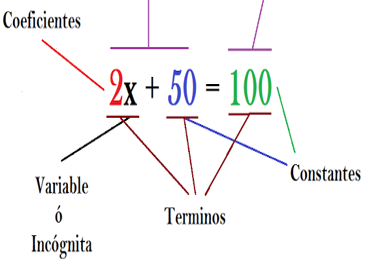 Coeficientes
2x + 50 = 100
Variable
ó
Incógnita
Terminos
Constantes